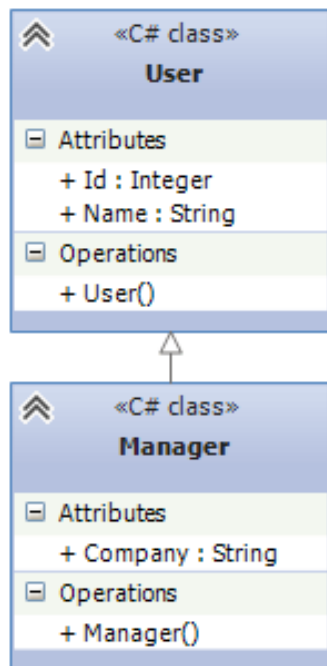 «C# class»
User
Attributes
+ Id : Integer
+ Name : String
Operations
+ User()
«C# class»
Manager
Attributes
+ Company : String
Operations
+ Manager()